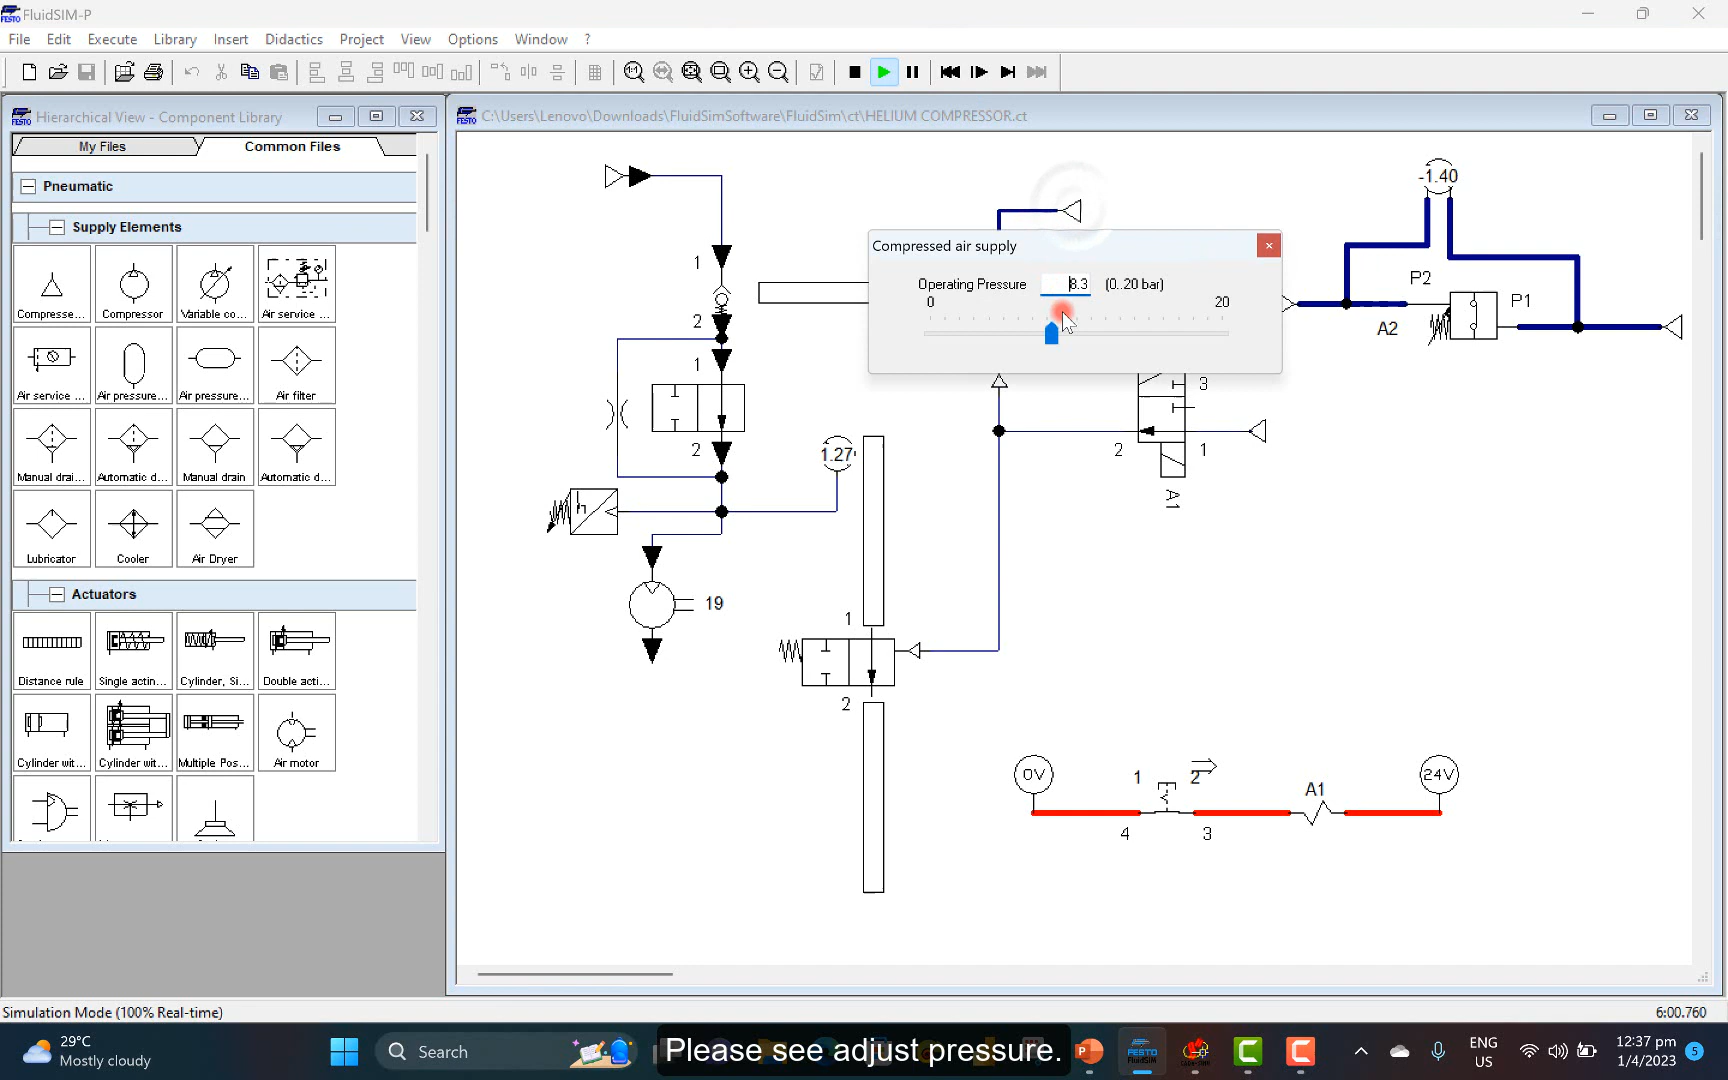 FluidSIM-P
File Edit Execute Library Insert Didactics Project View Options Window ?
Hierarchical View - Component Library
My Files Common Files
Pneumatic
Supply Elements
Compresse... Compressor Variable co... Air service ...
Air service ... Air pressure... Air pressure... Air filter
Manual drai... Automatic d... Manual drain Automatic d...
Lubricator Cooler Air Dryer
Actuators
Distance rule Single actin... Cylinder, Si... Double acti...
Cylinder wit... Cylinder wit... Multiple Pos... Air motor
C:\Users\Lenovo\Downloads\FluidSimSoftware\FluidSim\ct\HELIUM COMPRESSOR.ct
1
2
1
2
1.27
19
1
2
Compressed air supply
Operating Pressure 8.3 (0..20 bar)
0 20
3
2 1
A1
-1.40
P2
P1
A2
0V
1 2
4 3
A1
24V
Simulation Mode (100% Real-time)
6:00.760
29°C
Mostly cloudy
Search
Please see adjust pressure.
FESTO
ENG
US
12:37 pm
1/4/2023
5